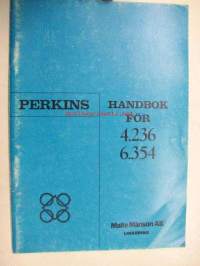 PERKINS
HANDBOK
FÖR
4.236
6.354
Malte Månson AB